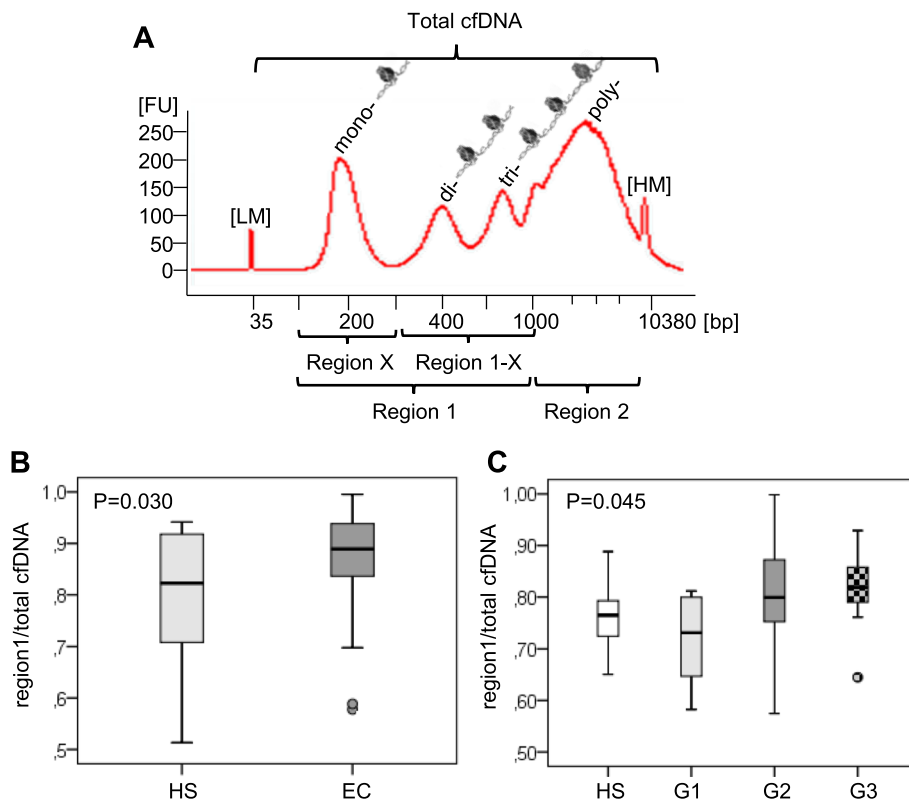 A
Total cfDNA
[FU]
250
200
150
100
50
0
[LM]
mono-
di-
tri-
poly-
[HM]
35 200 400 1000 10380 [bp]
Region X Region 1-X
Region 1 Region 2
B
P=0.030
region1/total cfDNA
1,0
,9
,8
,7
,6
,5
HS EC
C
P=0.045
region1/total cfDNA
1,00
,90
,80
,70
,60
,50
HS G1 G2 G3